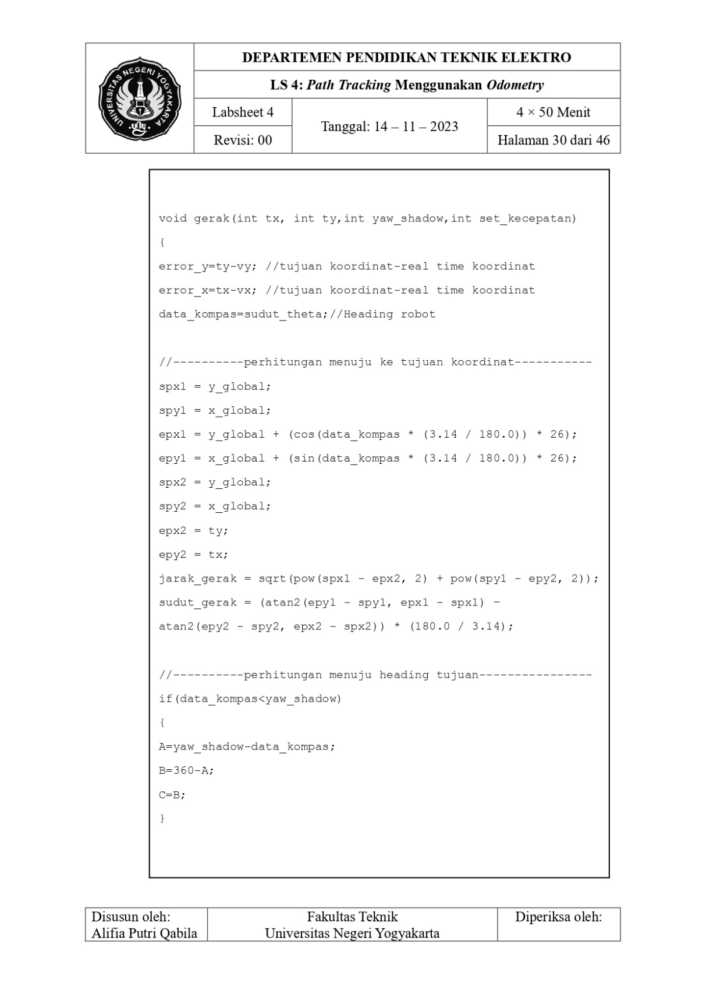 UNIVERSITAS NEGERI YOGYAKARTA
uny
DEPARTEMEN PENDIDIKAN TEKNIK ELEKTRO
LS 4: Path Tracking Menggunakan Odometry
Labsheet 4
Tanggal: 14 – 11 – 2023
4 × 50 Menit
Revisi: 00
Halaman 30 dari 46
void gerak(int tx, int ty,int yaw_shadow,int set_kecepatan)
{
error_y=ty-vy; //tujuan koordinat-real time koordinat
error_x=tx-vx; //tujuan koordinat-real time koordinat
data_kompas=sudut_theta;//Heading robot
//----------perhitungan menuju ke tujuan koordinat-----------
spx1 = y_global;
spy1 = x_global;
epx1 = y_global + (cos(data_kompas * (3.14 / 180.0)) * 26);
epy1 = x_global + (sin(data_kompas * (3.14 / 180.0)) * 26);
spx2 = y_global;
spy2 = x_global;
epx2 = ty;
epy2 = tx;
jarak_gerak = sqrt(pow(spx1 - epx2, 2) + pow(spy1 - epy2, 2));
sudut_gerak = (atan2(epy1 - spy1, epx1 - spx1) -
atan2(epy2 - spy2, epx2 - spx2)) * (180.0 / 3.14);
//----------perhitungan menuju heading tujuan----------------
if(data_kompas<yaw_shadow)
{
A=yaw_shadow-data_kompas;
B=360-A;
C=B;
}
Disusun oleh:
Alifia Putri Qabila
Fakultas Teknik
Universitas Negeri Yogyakarta
Diperiksa oleh: